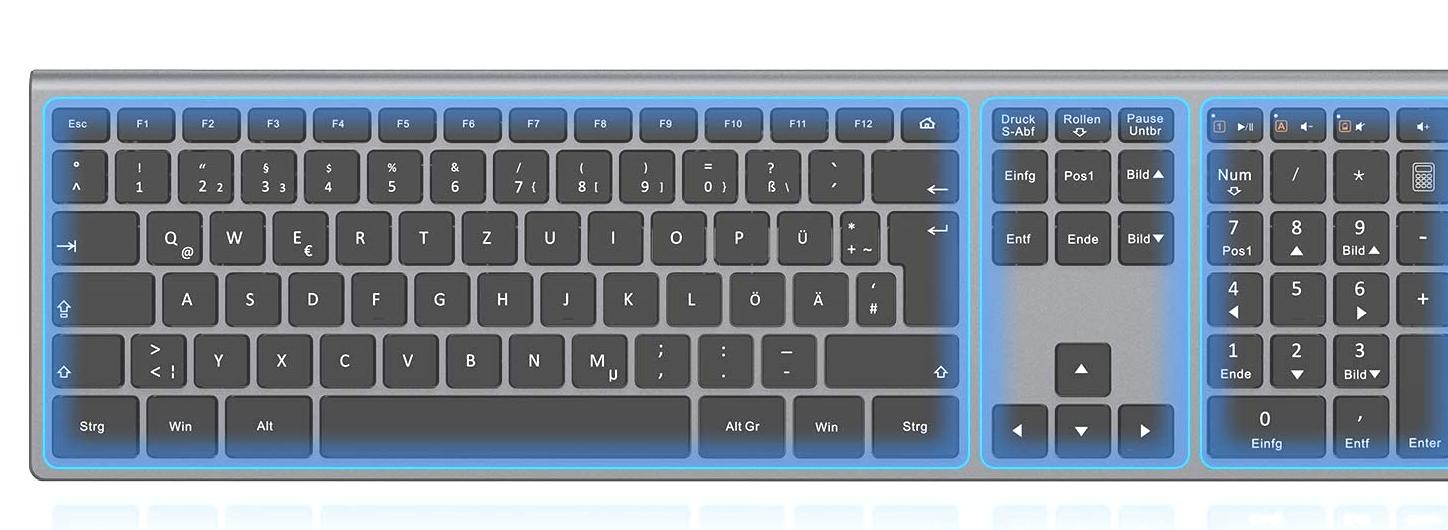 Esc F1 F2 F3 F4 F5 F6 F7 F8 F9 F10 F11 F12
Druck
S-Abf
Rollen
Pause
Untbr
1 A
° ! “ § $ % & / ( ) = ? `
^ 1 2 2 3 3 4 5 6 7 { 8 [ 9 ] 0 } ß \ ´
Einfg Pos1 Bild ▲
Num / *
Q @ W E € R T Z U I O P Ü * + ~
Entf Ende Bild ▼
7 8 9 -
Pos1 ▲ Bild ▲
A S D F G H J K L Ö Ä ‘ #
4 5 6 +
◀ ▶
> < ¦ Y X C V B N M µ ; , : . – -
▲
1 2 3
Ende ▼ Bild ▼
Strg Win Alt Alt Gr Win Strg
◀ ▼ ▶
0 ,
Einfg Entf Enter